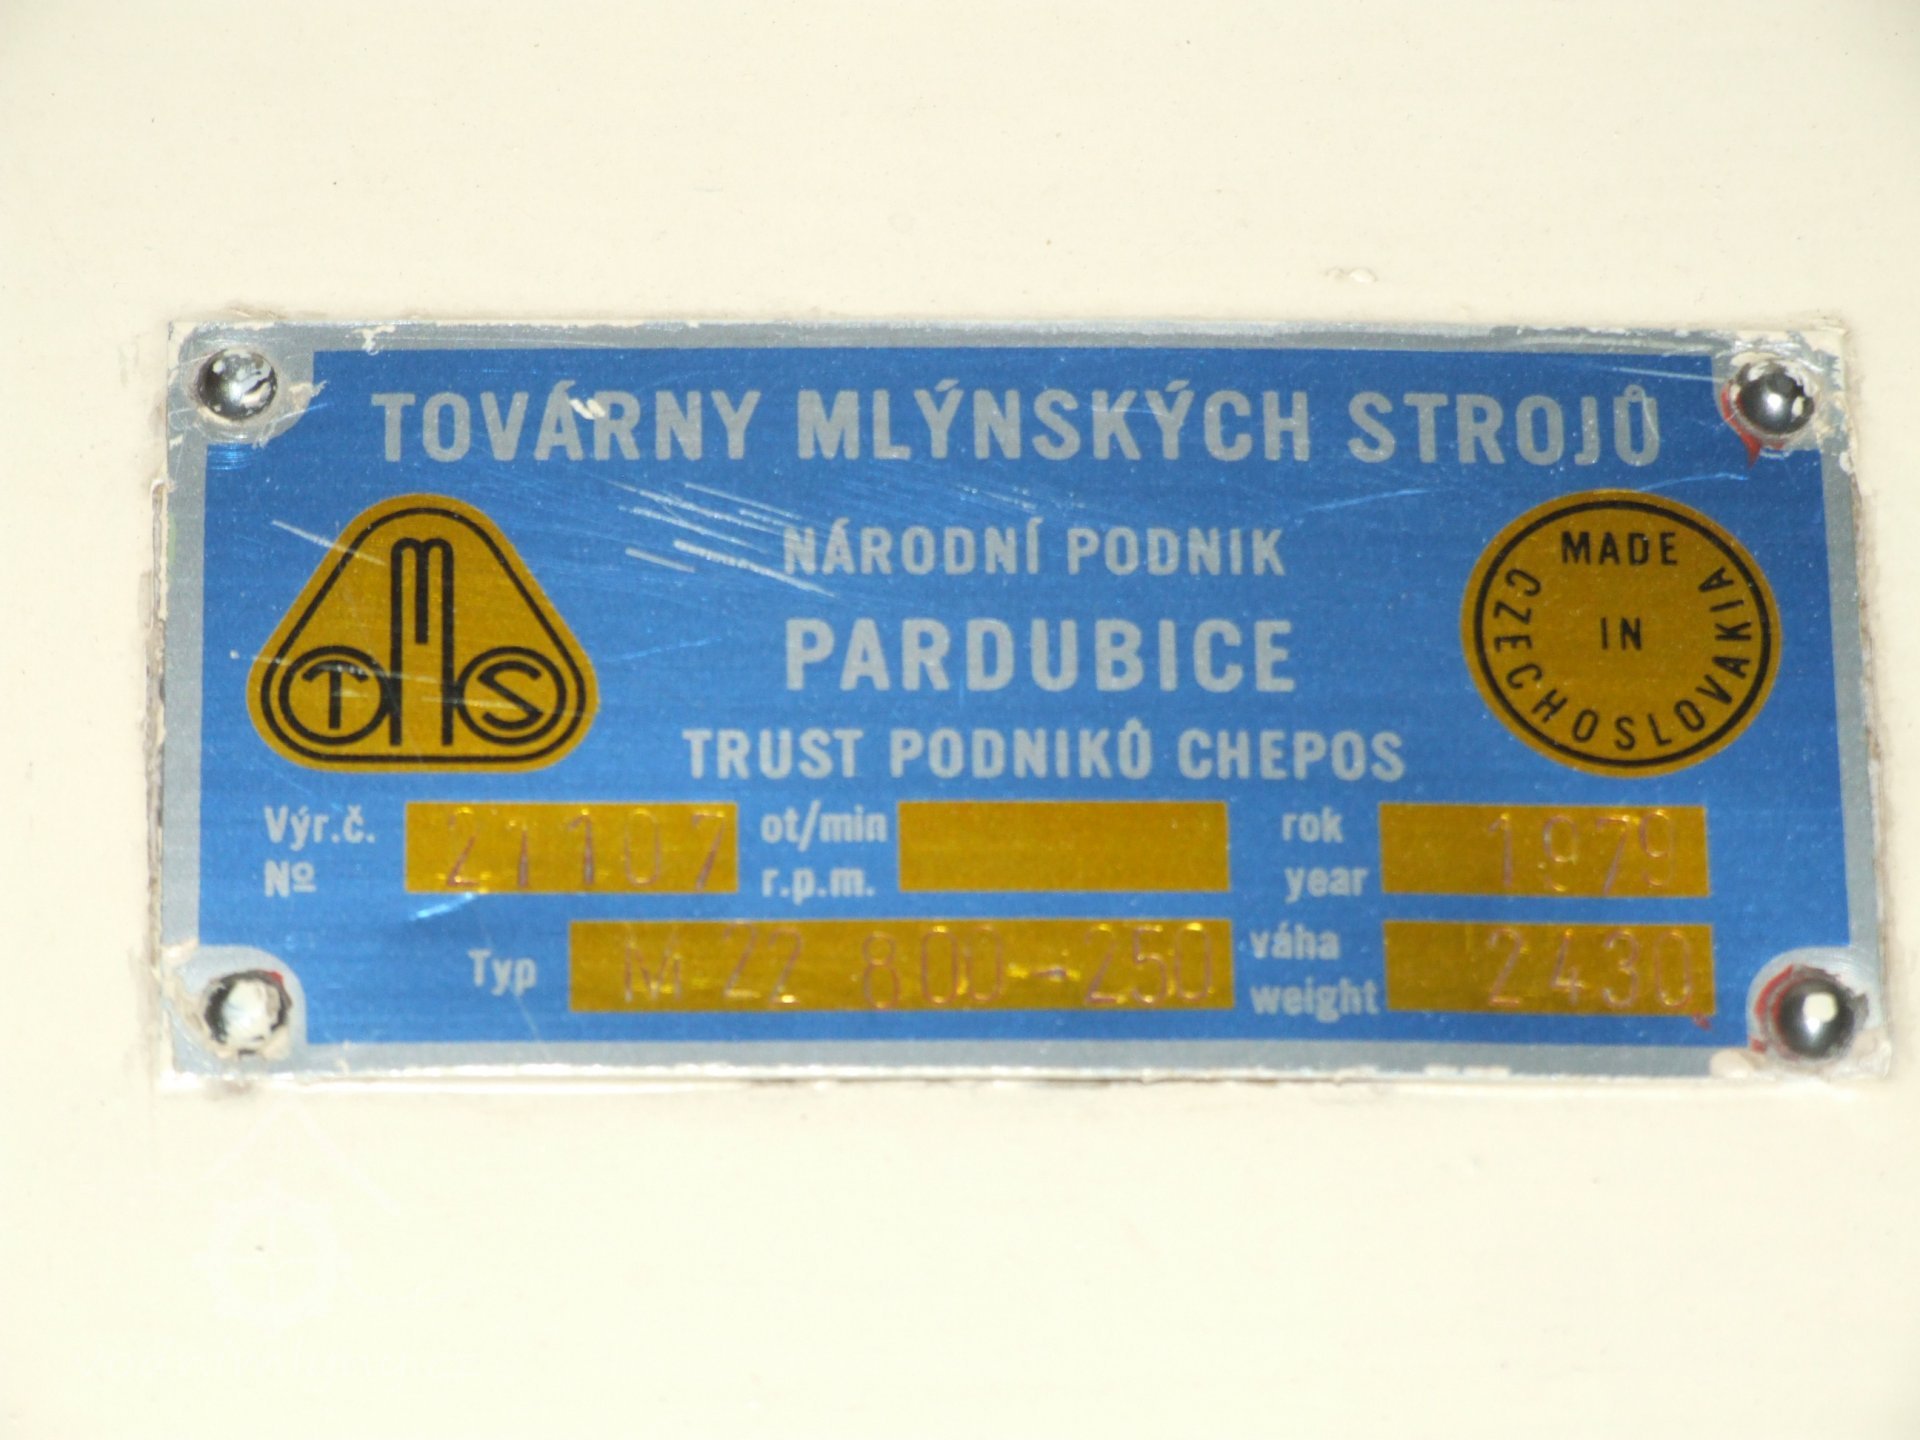 TOVÁRNY MLÝNSKÝCH STROJŮ
TMS
NÁRODNÍ PODNIK
PARDUBICE
TRUST PODNIKŮ CHEPOS
MADE
IN
CZECHOSLOVAKIA
Výr.č. 21107 ot/min rok 1979
Nº r.p.m. year
Typ M 22 800-250 váha 2430
weight